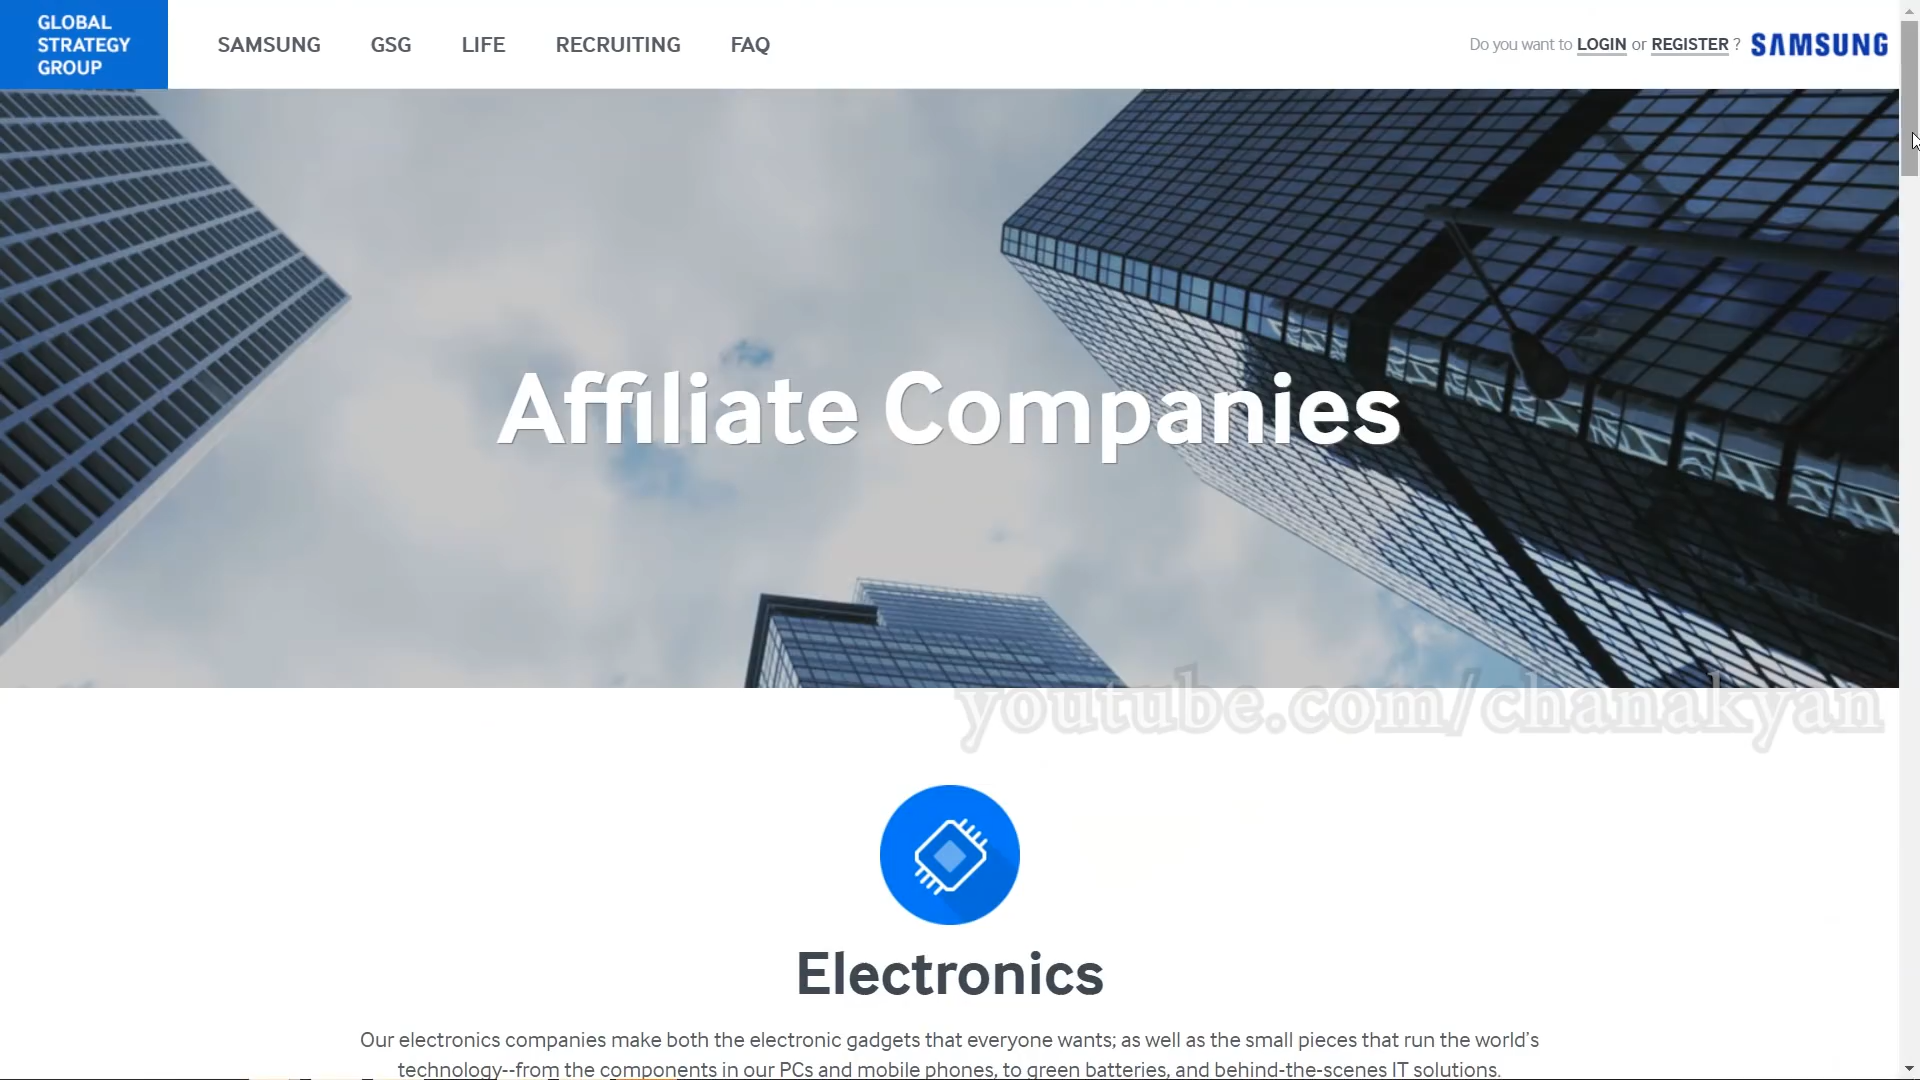 GLOBAL
STRATEGY
GROUP
SAMSUNG GSG LIFE RECRUITING FAQ
Do you want to LOGIN or REGISTER ? SAMSUNG
Affiliate Companies
youtube.com/chanakyan
Electronics
Our electronics companies make both the electronic gadgets that everyone wants; as well as the small pieces that run the world's
technology--from the components in our PCs and mobile phones, to green batteries, and behind-the-scenes IT solutions.